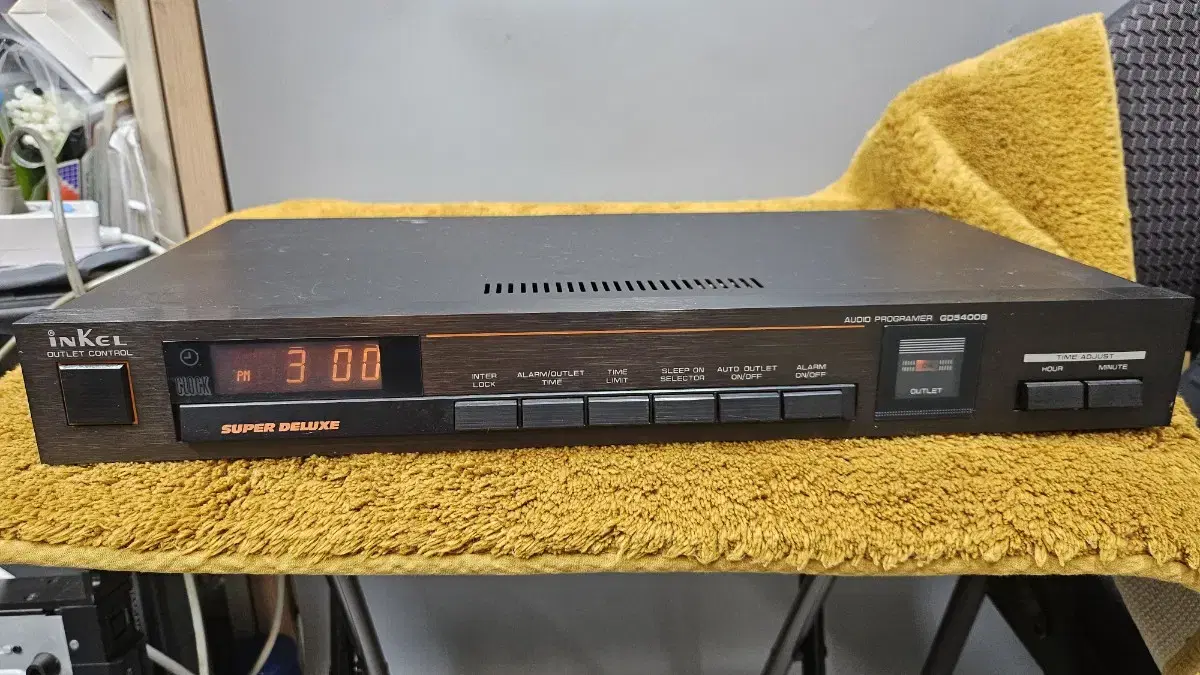 ® inKEL
OUTLET CONTROL
CLOCK
PM 3 00
SUPER DELUXE
INTER
LOCK
ALARM/OUTLET
TIME
TIME
LIMIT
SLEEP ON
SELECTOR
AUTO OUTLET
ON/OFF
ALARM
ON/OFF
AUDIO PROGRAMER GD5400B
OUTLET
TIME ADJUST
HOUR
MINUTE